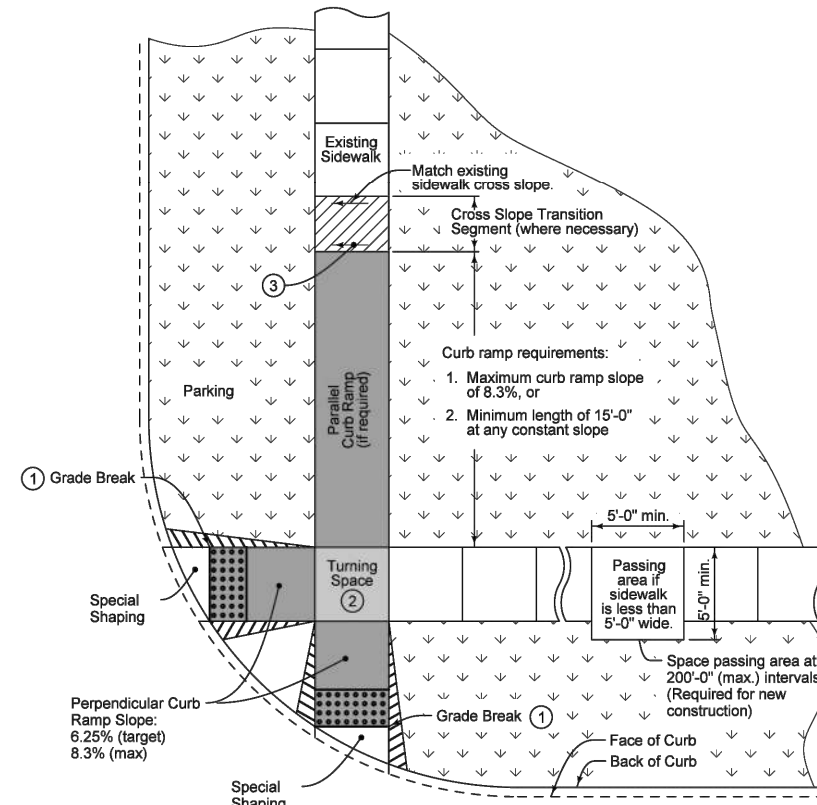 Existing
Sidewalk
Match existing
sidewalk cross slope.
Cross Slope Transition
Segment (where necessary)
3
Curb ramp requirements:
1. Maximum curb ramp slope
of 8.3%, or
2. Minimum length of 15'-0"
at any constant slope
Parking
Parallel
Curb Ramp
(if required)
1 Grade Break
5'-0" min.
Turning
Space
2
Passing
area if
sidewalk
is less than
5'-0" wide.
5'-0" min.
Special
Shaping
Space passing area at
200'-0" (max.) intervals
(Required for new
construction)
Perpendicular Curb
Ramp Slope:
6.25% (target)
8.3% (max)
Grade Break 1
Face of Curb
Back of Curb
Special
Shaping